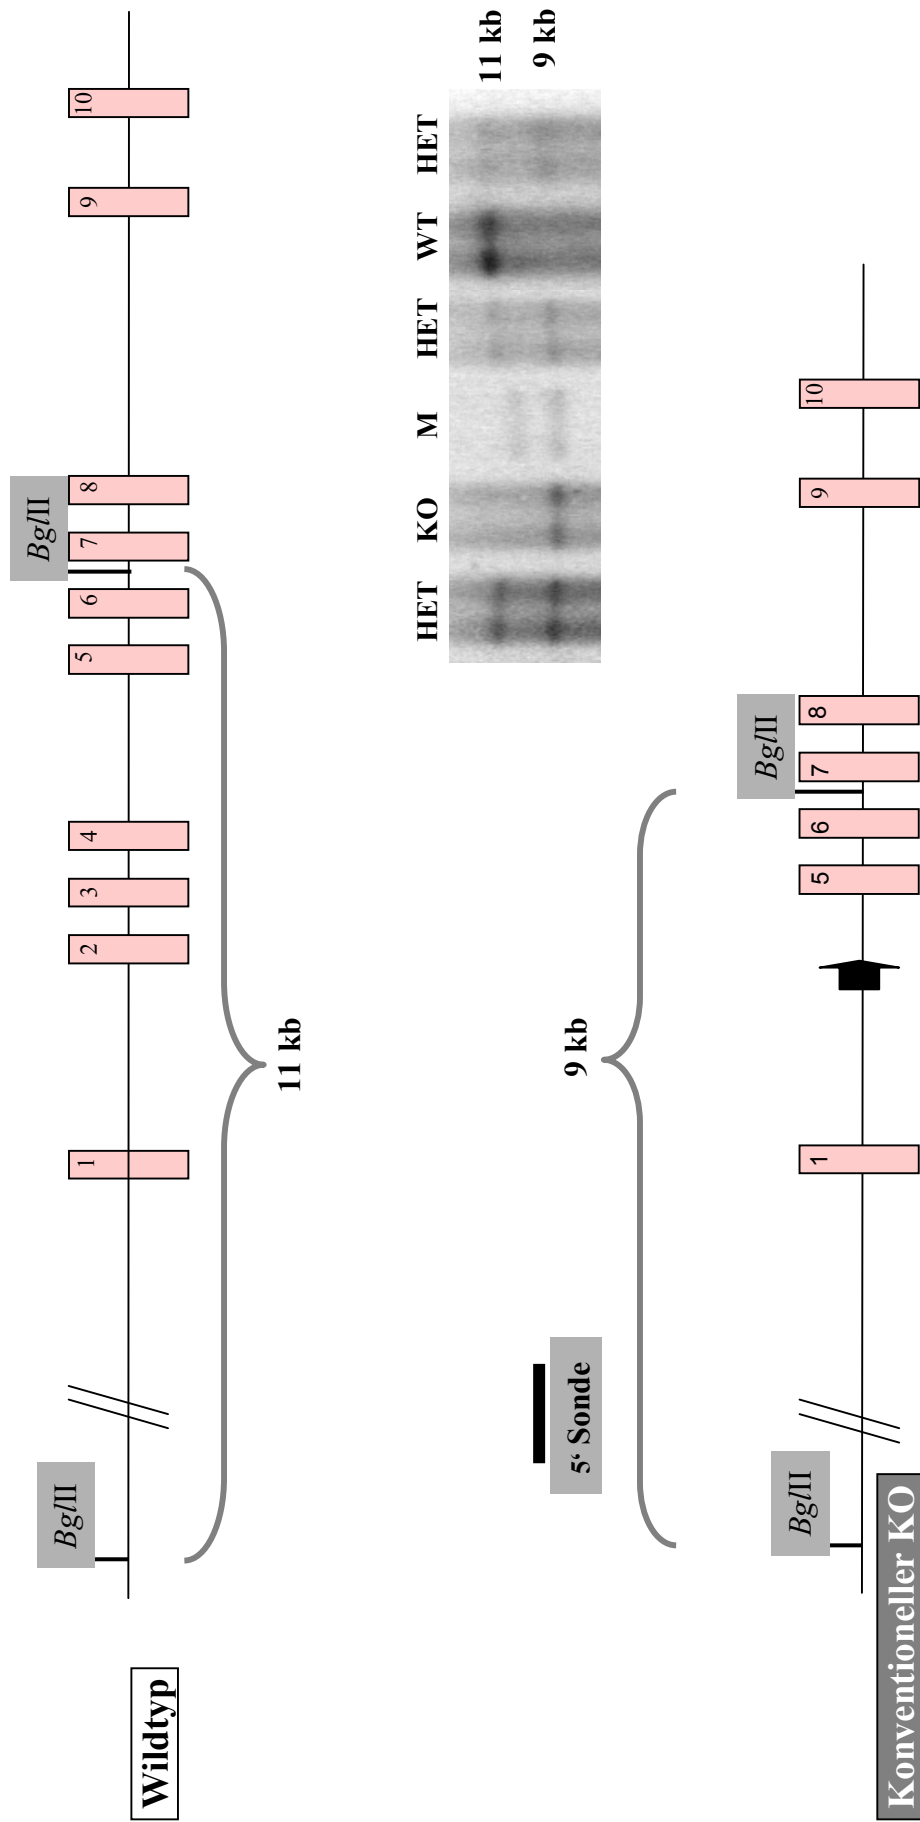 Wildtyp
BglII
BglII
1
2
3
4
5
6
7
8
9
10
11 kb
HET
KO
M
HET
WT
HET
11 kb
9 kb
5‘ Sonde
9 kb
BglII
BglII
1
5
6
7
8
9
10
Konventioneller KO